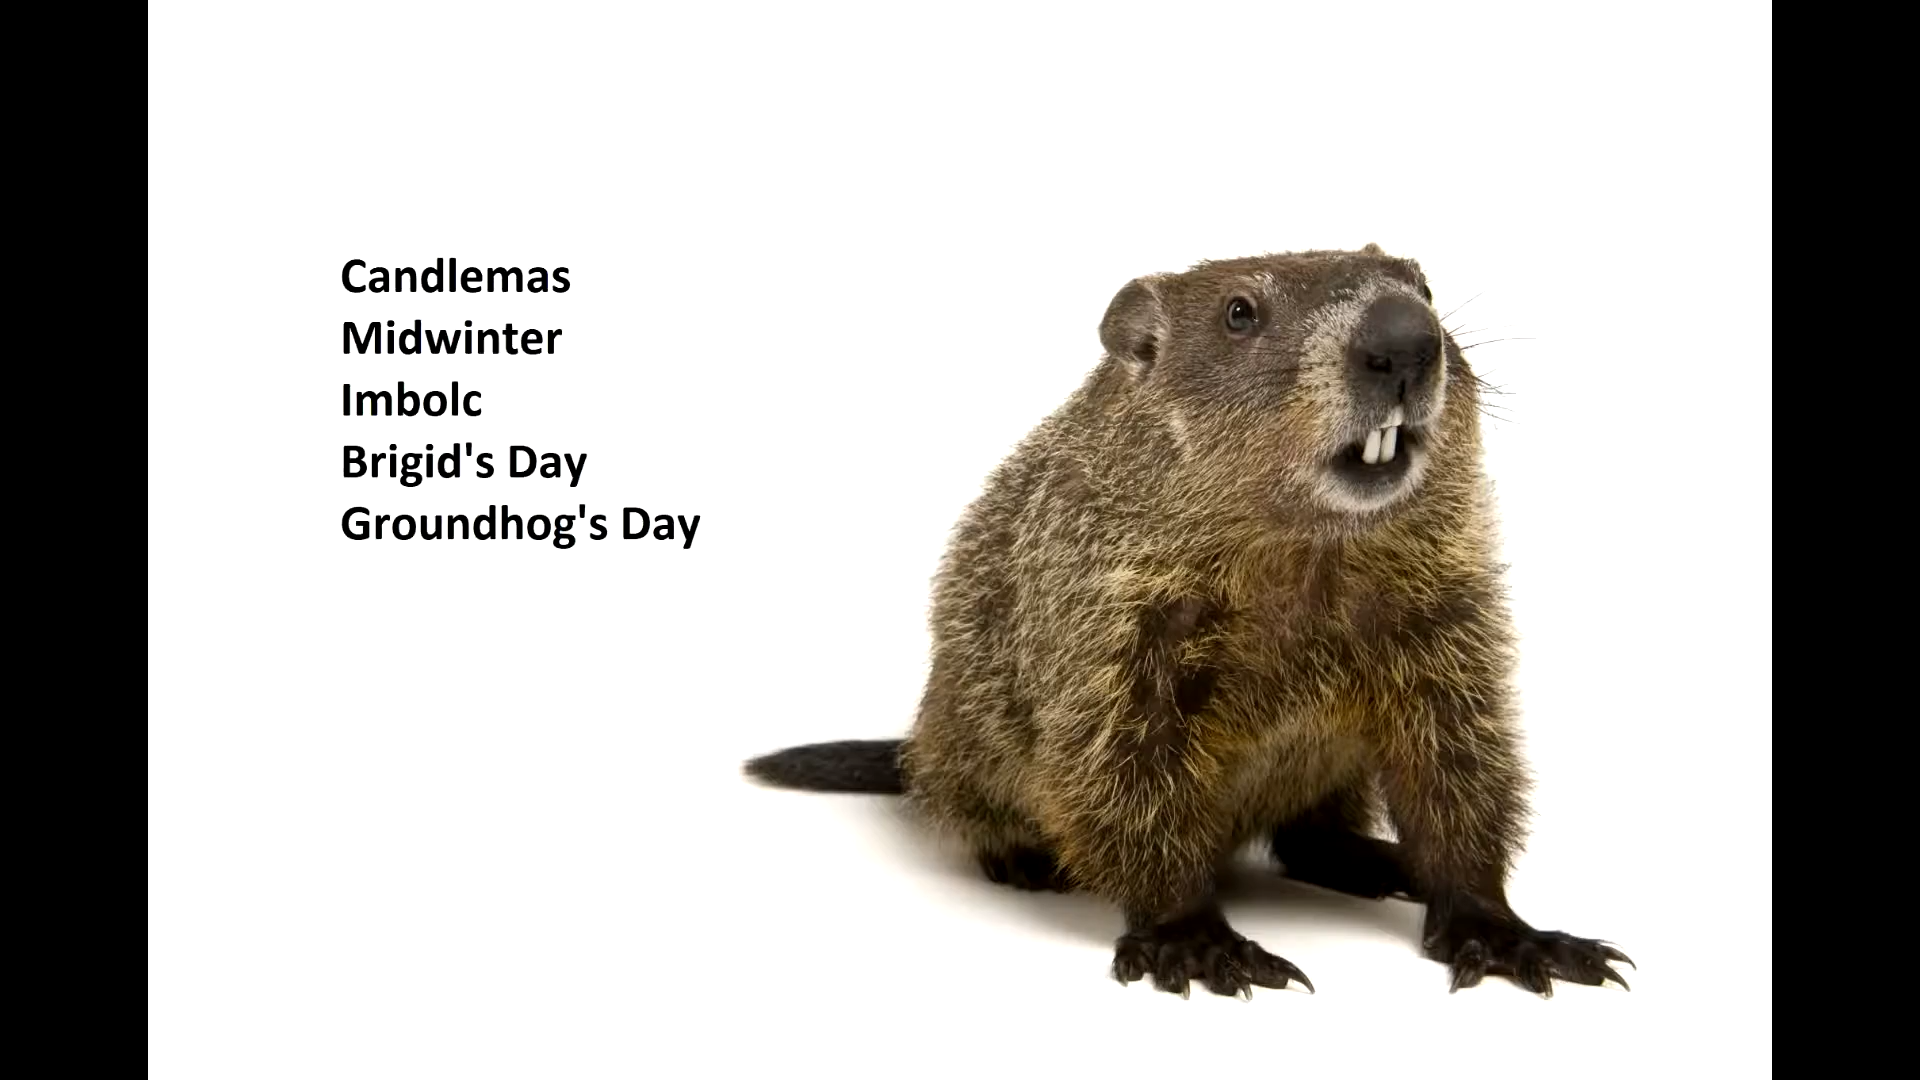 Candlemas
Midwinter
Imbolc
Brigid's Day
Groundhog's Day